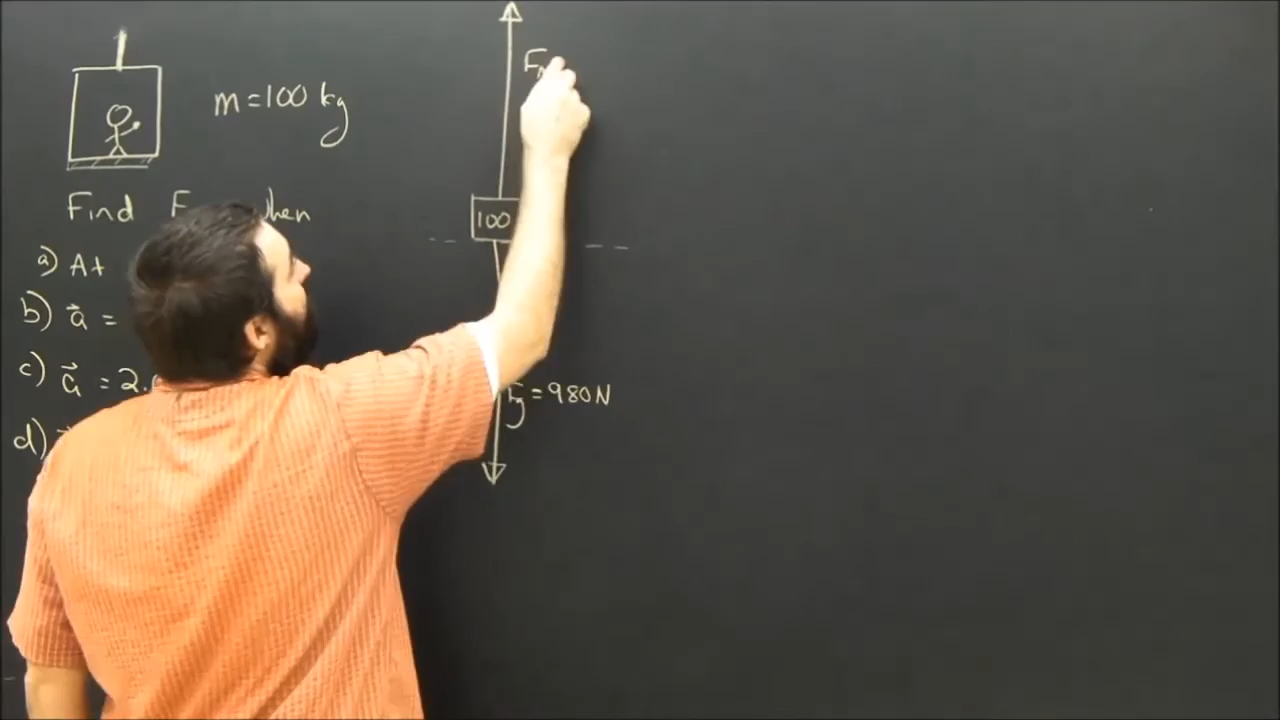 m = 100 kg
Find F when
a) At
b) a⃗ =
c) a⃗ = 2.
d)
F
100
Fg = 980 N